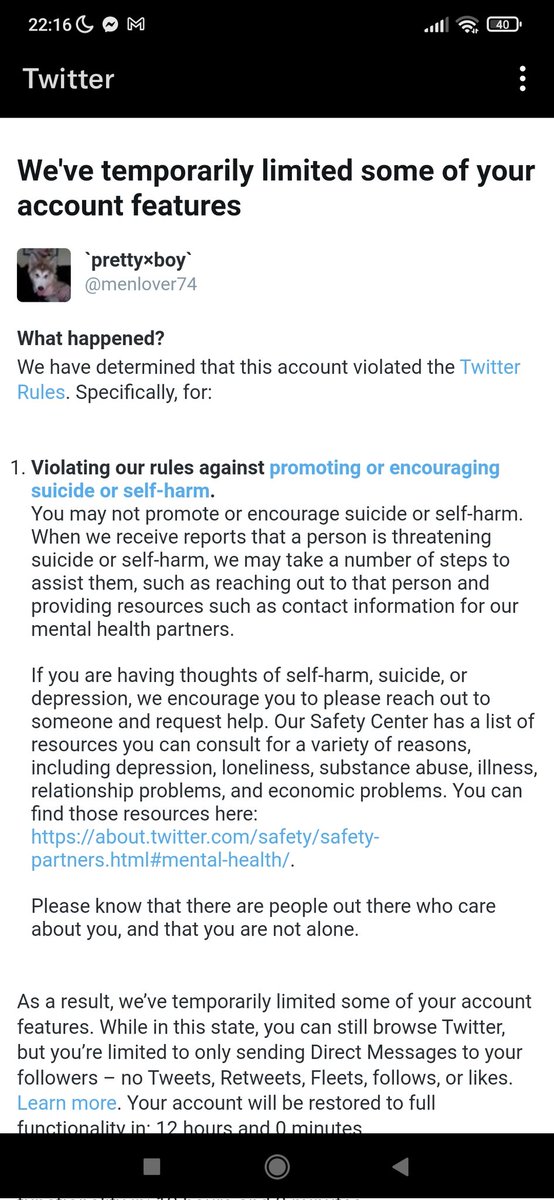 22:16
40
Twitter
We've temporarily limited some of your
account features
`pretty×boy`
@menlover74
What happened?
We have determined that this account violated the Twitter
Rules. Specifically, for:
1. Violating our rules against promoting or encouraging
suicide or self-harm.
You may not promote or encourage suicide or self-harm.
When we receive reports that a person is threatening
suicide or self-harm, we may take a number of steps to
assist them, such as reaching out to that person and
providing resources such as contact information for our
mental health partners.
If you are having thoughts of self-harm, suicide, or
depression, we encourage you to please reach out to
someone and request help. Our Safety Center has a list of
resources you can consult for a variety of reasons,
including depression, loneliness, substance abuse, illness,
relationship problems, and economic problems. You can
find those resources here:
https://about.twitter.com/safety/safety-
partners.html#mental-health/.
Please know that there are people out there who care
about you, and that you are not alone.
As a result, we’ve temporarily limited some of your account
features. While in this state, you can still browse Twitter,
but you’re limited to only sending Direct Messages to your
followers – no Tweets, Retweets, Fleets, follows, or likes.
Learn more. Your account will be restored to full
functionality in: 12 hours and 0 minutes